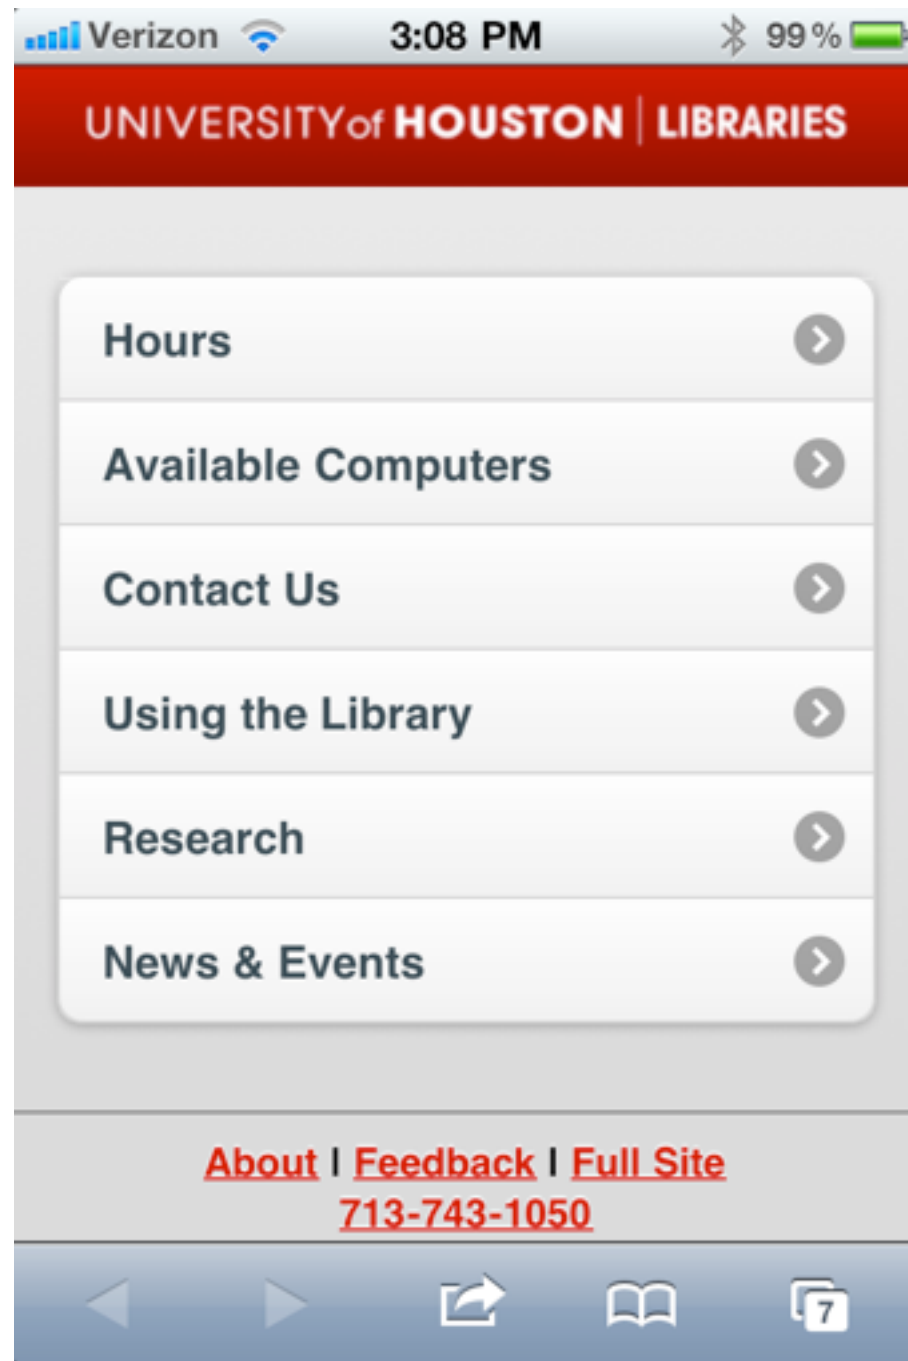 Verizon 3:08 PM 99%
UNIVERSITY of HOUSTON | LIBRARIES
Hours
Available Computers
Contact Us
Using the Library
Research
News & Events
About | Feedback | Full Site
713-743-1050
7